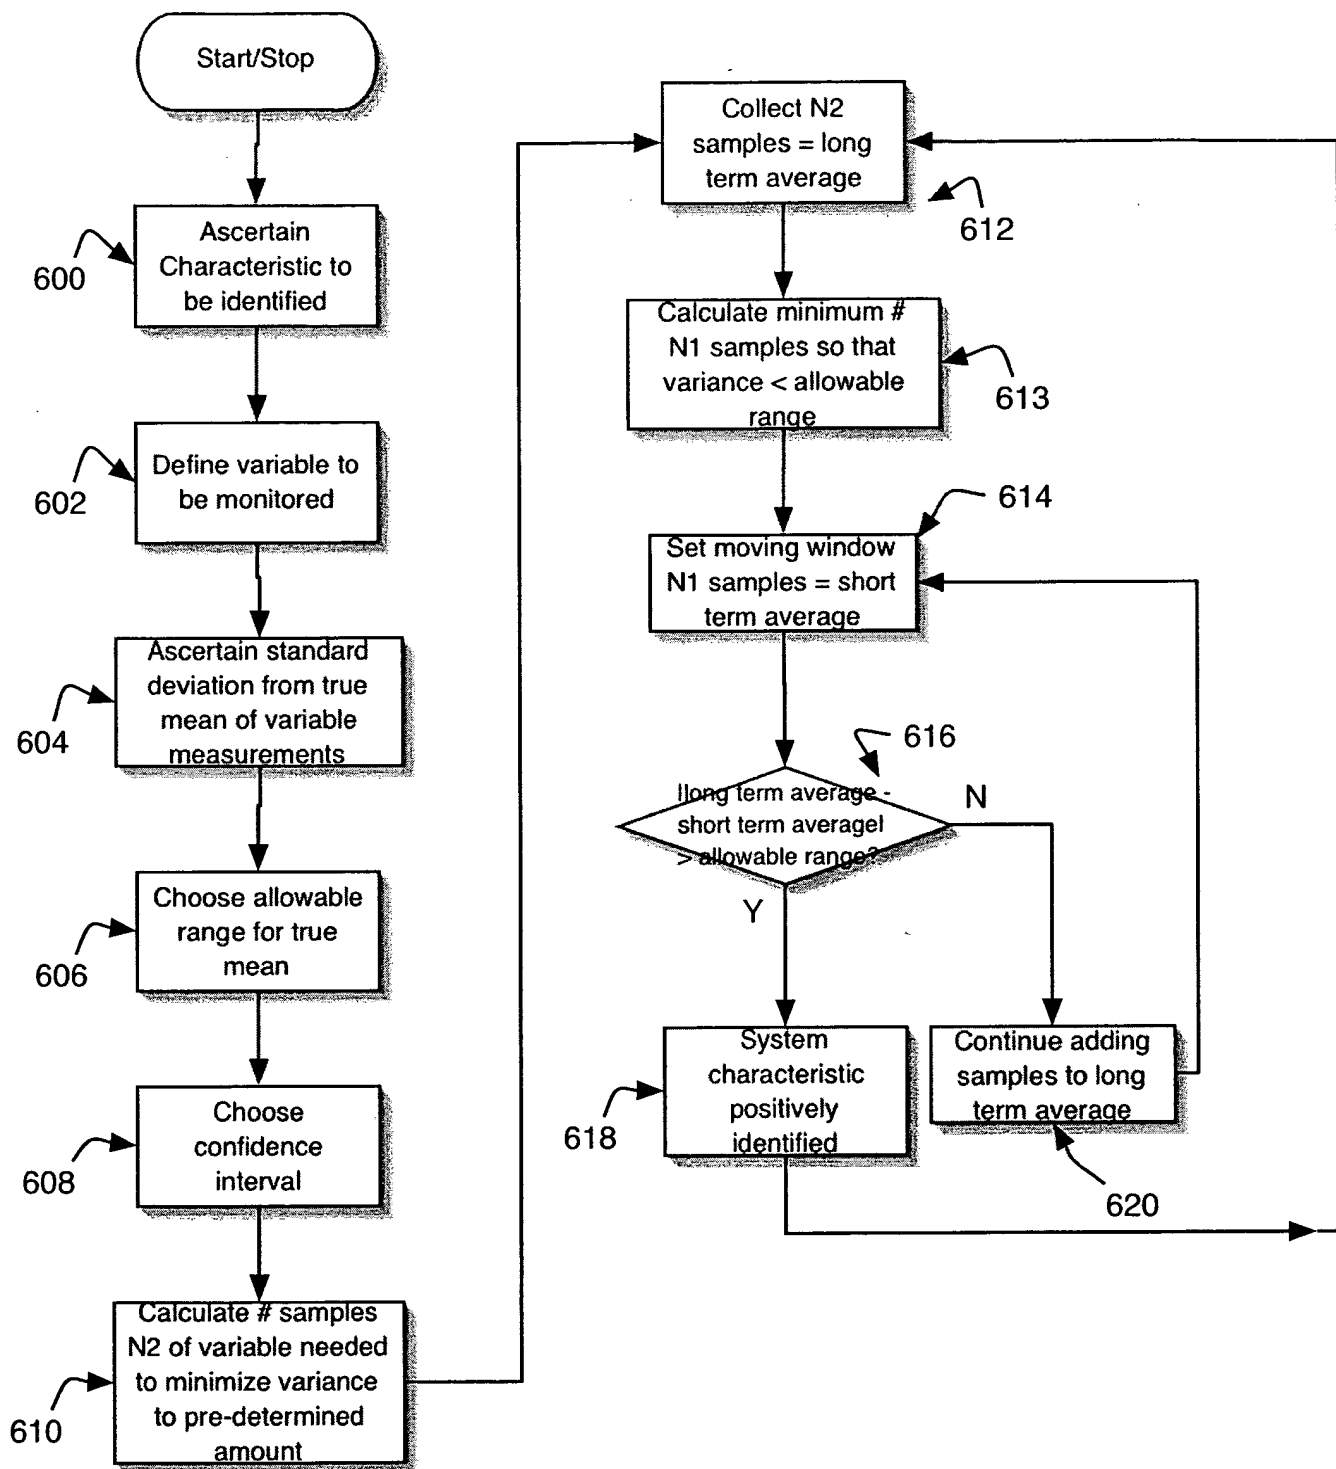 Start/Stop
Ascertain
Characteristic to
be identified
600
Define variable to
be monitored
602
Ascertain standard
deviation from true
mean of variable
measurements
604
Choose allowable
range for true
mean
606
Choose
confidence
interval
608
Calculate # samples
N2 of variable needed
to minimize variance
to pre-determined
amount
610
Collect N2
samples = long
term average
612
Calculate minimum #
N1 samples so that
variance < allowable
range
613
Set moving window
N1 samples = short
term average
614
616
|long term average -
short term average|
> allowable range?
N
Y
System
characteristic
positively
identified
618
Continue adding
samples to long
term average
620